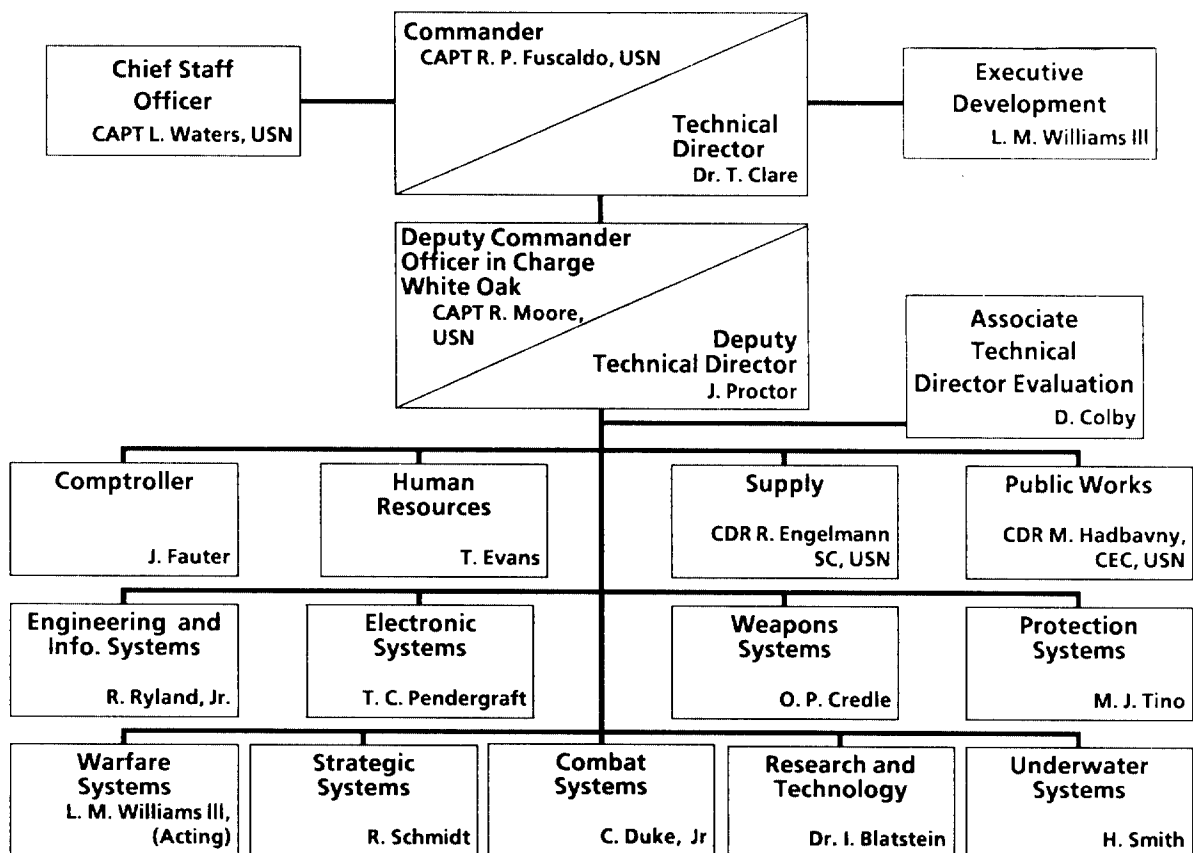 Commander
CAPT R. P. Fuscaldo, USN
Technical
Director
Dr. T. Clare
Chief Staff
Officer
CAPT L. Waters, USN
Executive
Development
L. M. Williams III
Deputy Commander
Officer in Charge
White Oak
CAPT R. Moore,
USN
Deputy
Technical Director
J. Proctor
Associate
Technical
Director Evaluation
D. Colby
Comptroller
J. Fauter
Human
Resources
T. Evans
Supply
CDR R. Engelmann
SC, USN
Public Works
CDR M. Hadbavny,
CEC, USN
Engineering and
Info. Systems
R. Ryland, Jr.
Electronic
Systems
T. C. Pendergraft
Weapons
Systems
O. P. Credle
Protection
Systems
M. J. Tino
Warfare
Systems
L. M. Williams III,
(Acting)
Strategic
Systems
R. Schmidt
Combat
Systems
C. Duke, Jr
Research and
Technology
Dr. I. Blatstein
Underwater
Systems
H. Smith